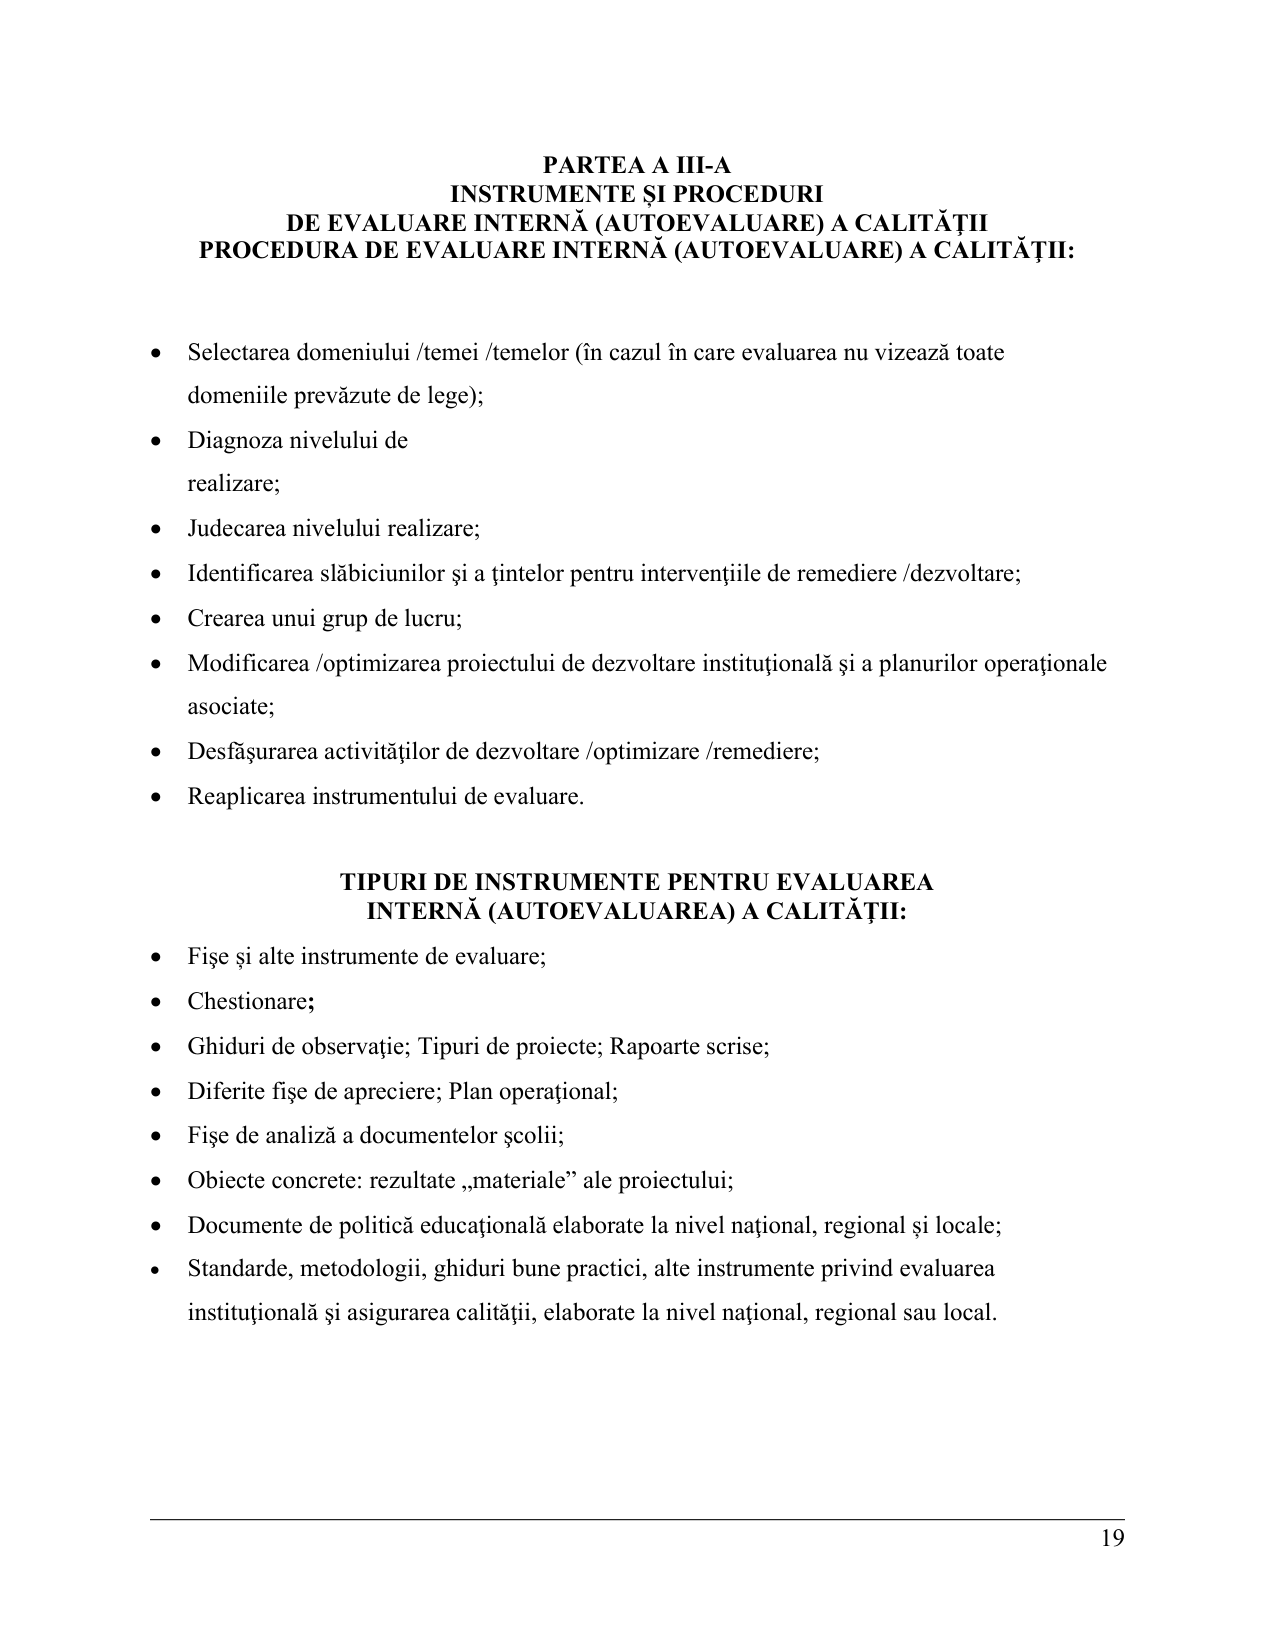 PARTEA A III-A
INSTRUMENTE ȘI PROCEDURI
DE EVALUARE INTERNĂ (AUTOEVALUARE) A CALITĂŢII
PROCEDURA DE EVALUARE INTERNĂ (AUTOEVALUARE) A CALITĂŢII:
• Selectarea domeniului /temei /temelor (în cazul în care evaluarea nu vizează toate
domeniile prevăzute de lege);
• Diagnoza nivelului de
realizare;
• Judecarea nivelului realizare;
• Identificarea slăbiciunilor şi a ţintelor pentru intervenţiile de remediere /dezvoltare;
• Crearea unui grup de lucru;
• Modificarea /optimizarea proiectului de dezvoltare instituţională şi a planurilor operaţionale
asociate;
• Desfăşurarea activităţilor de dezvoltare /optimizare /remediere;
• Reaplicarea instrumentului de evaluare.
TIPURI DE INSTRUMENTE PENTRU EVALUAREA
INTERNĂ (AUTOEVALUAREA) A CALITĂŢII:
• Fişe și alte instrumente de evaluare;
• Chestionare;
• Ghiduri de observaţie; Tipuri de proiecte; Rapoarte scrise;
• Diferite fişe de apreciere; Plan operaţional;
• Fişe de analiză a documentelor şcolii;
• Obiecte concrete: rezultate „materiale” ale proiectului;
• Documente de politică educaţională elaborate la nivel naţional, regional și locale;
• Standarde, metodologii, ghiduri bune practici, alte instrumente privind evaluarea
instituţională şi asigurarea calităţii, elaborate la nivel naţional, regional sau local.
19